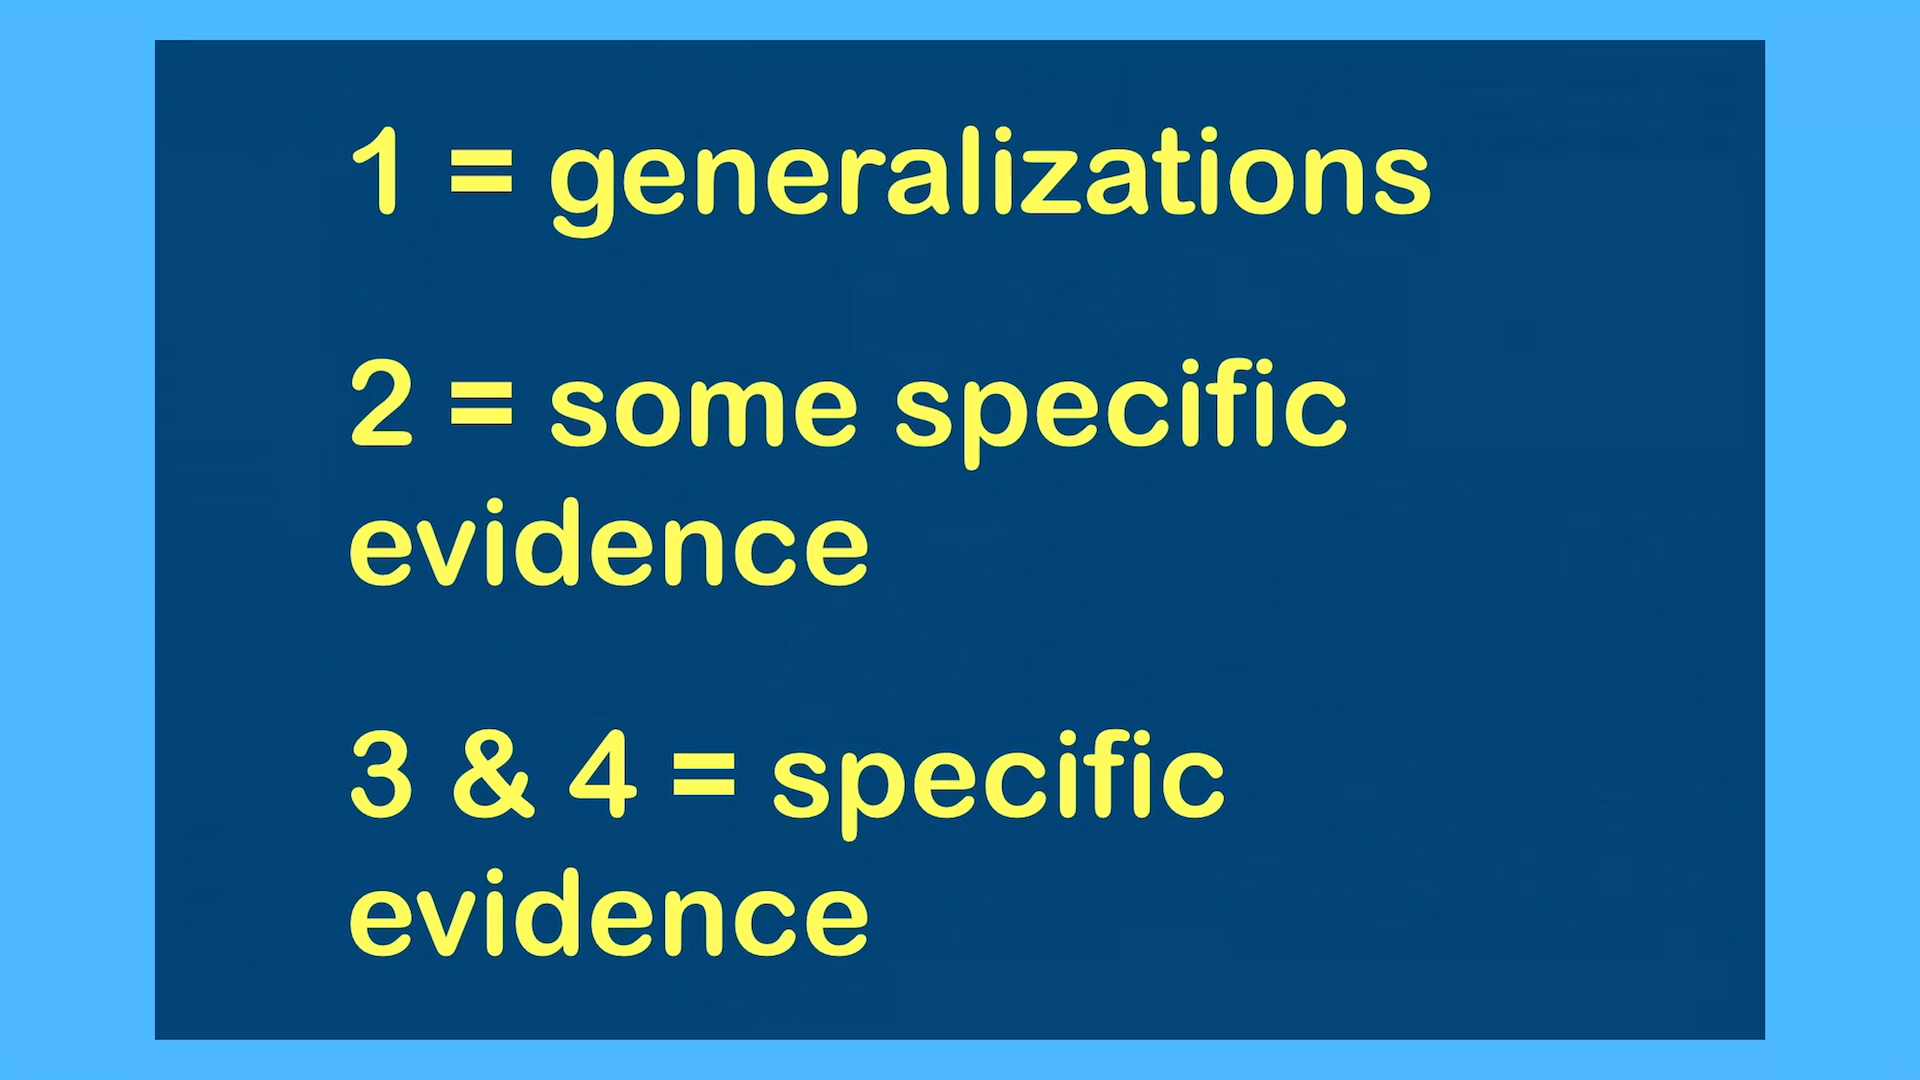 1 = generalizations
2 = some specific
evidence
3 & 4 = specific
evidence